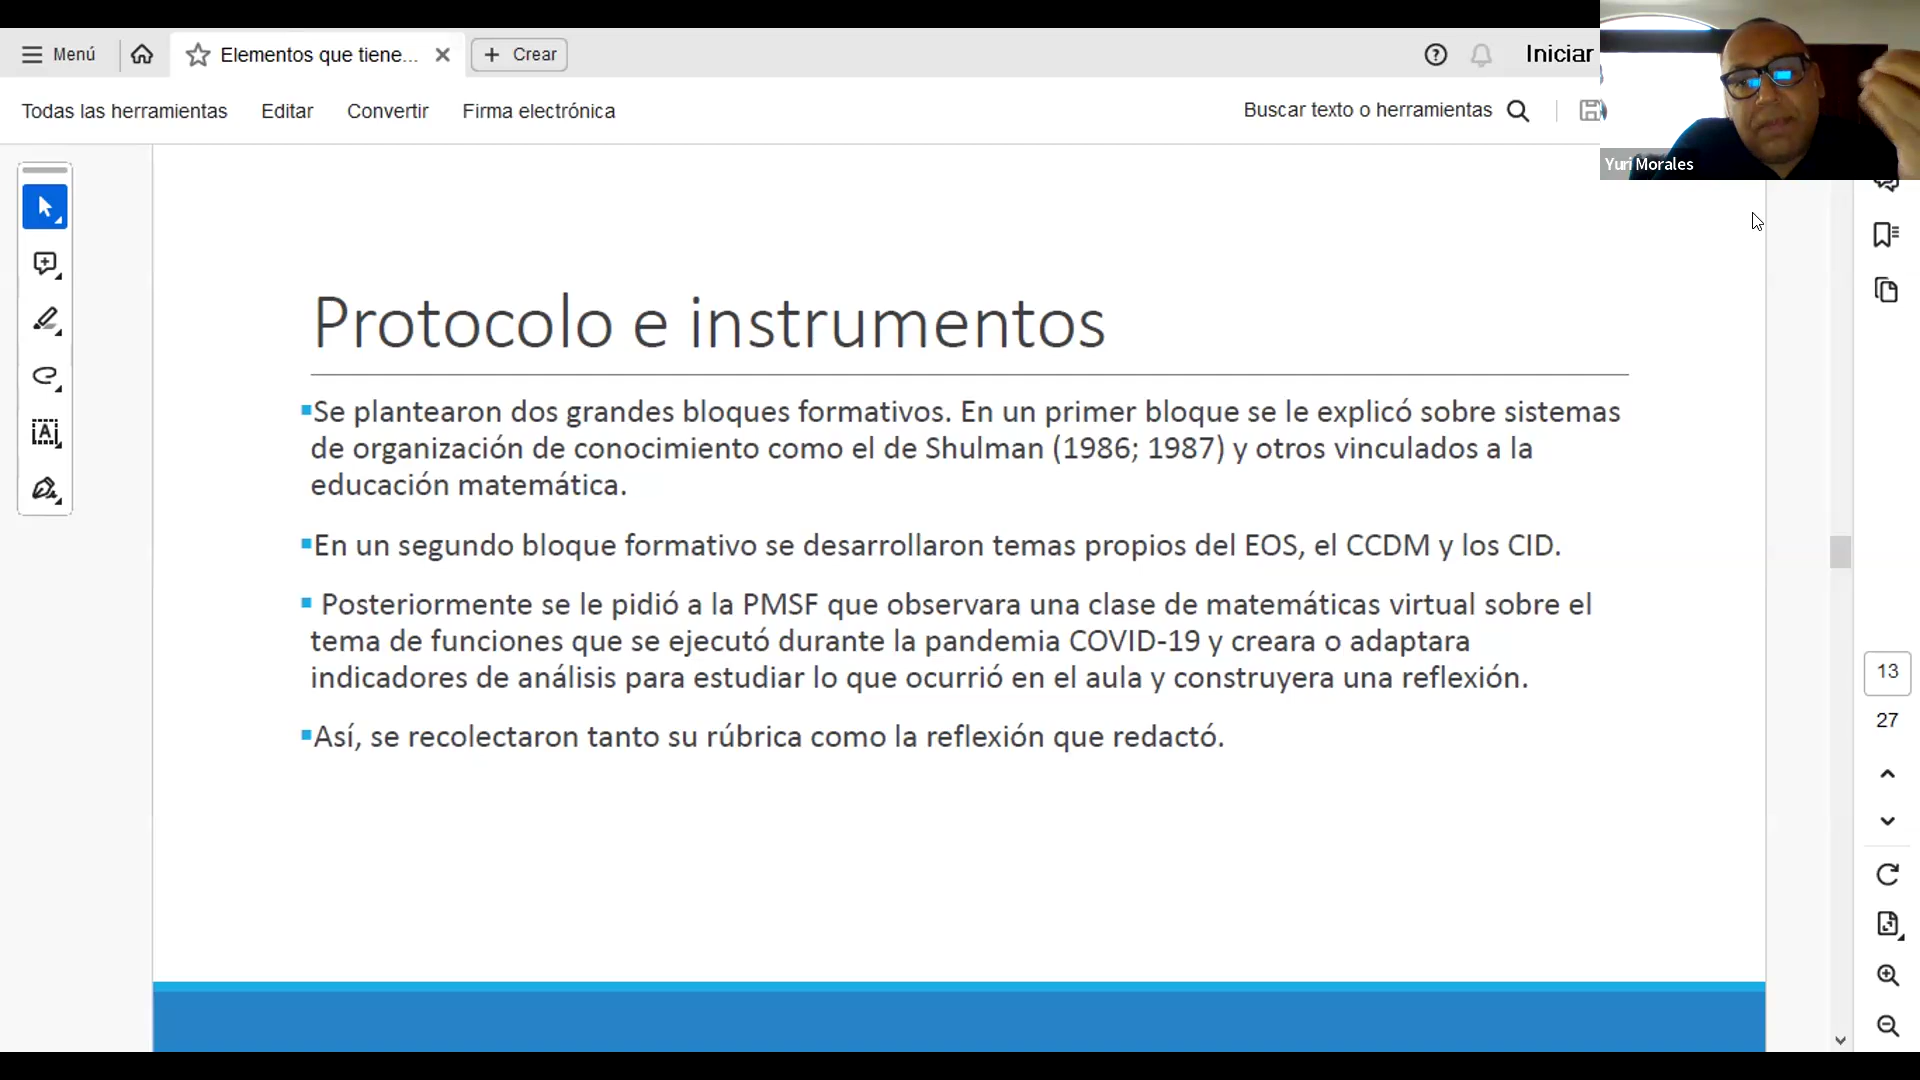 Menú
Elementos que tiene...
Crear
Iniciar
Todas las herramientas
Editar
Convertir
Firma electrónica
Buscar texto o herramientas
Yuri Morales
Protocolo e instrumentos
Se plantearon dos grandes bloques formativos. En un primer bloque se le explicó sobre sistemas
de organización de conocimiento como el de Shulman (1986; 1987) y otros vinculados a la
educación matemática.
En un segundo bloque formativo se desarrollaron temas propios del EOS, el CCDM y los CID.
Posteriormente se le pidió a la PMSF que observara una clase de matemáticas virtual sobre el
tema de funciones que se ejecutó durante la pandemia COVID-19 y creara o adaptara
indicadores de análisis para estudiar lo que ocurrió en el aula y construyera una reflexión.
Así, se recolectaron tanto su rúbrica como la reflexión que redactó.
13
27